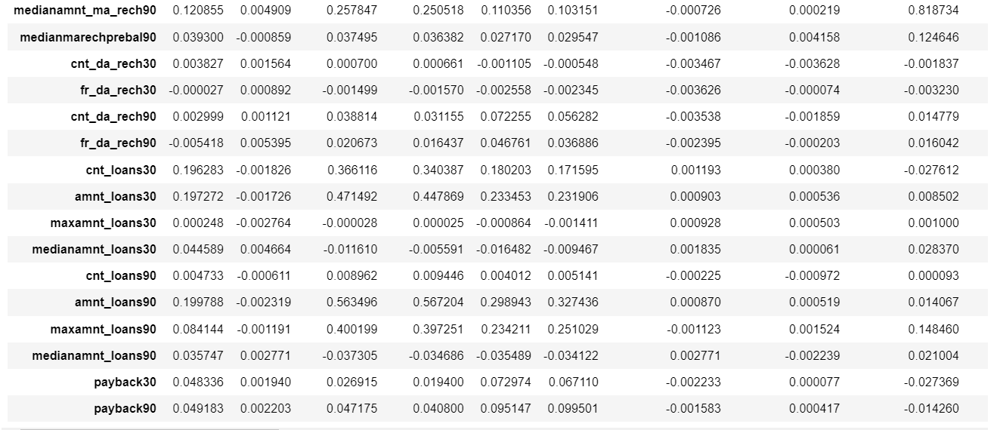 medianamnt_ma_rech90 0.120855 0.004909 0.257847 0.250518 0.110356 0.103151 -0.000726 0.000219 0.818734
medianmarechprebal90 0.039300 -0.000859 0.037495 0.036382 0.027170 0.029547 -0.001086 0.004158 0.124646
cnt_da_rech30 0.003827 0.001564 0.000700 0.000661 -0.001105 -0.000548 -0.003467 -0.003628 -0.001837
fr_da_rech30 -0.000027 0.000892 -0.001499 -0.001570 -0.002558 -0.002345 -0.003626 -0.000074 -0.003230
cnt_da_rech90 0.002999 0.001121 0.038814 0.031155 0.072255 0.056282 -0.003538 -0.001859 0.014779
fr_da_rech90 -0.005418 0.005395 0.020673 0.016437 0.046761 0.036886 -0.002395 -0.000203 0.016042
cnt_loans30 0.196283 -0.001826 0.366116 0.340387 0.180203 0.171595 0.001193 0.000380 -0.027612
amnt_loans30 0.197272 -0.001726 0.471492 0.447869 0.233453 0.231906 0.000903 0.000536 0.008502
maxamnt_loans30 0.000248 -0.002764 -0.000028 0.000025 -0.000864 -0.001411 0.000928 0.000503 0.001000
medianamnt_loans30 0.044589 0.004664 -0.011610 -0.005591 -0.016482 -0.009467 0.001835 0.000061 0.028370
cnt_loans90 0.004733 -0.000611 0.008962 0.009446 0.004012 0.005141 -0.000225 -0.000972 0.000093
amnt_loans90 0.199788 -0.002319 0.563496 0.567204 0.298943 0.327436 0.000870 0.000519 0.014067
maxamnt_loans90 0.084144 -0.001191 0.400199 0.397251 0.234211 0.251029 -0.001123 0.001524 0.148460
medianamnt_loans90 0.035747 0.002771 -0.037305 -0.034686 -0.035489 -0.034122 0.002771 -0.002239 0.021004
payback30 0.048336 0.001940 0.026915 0.019400 0.072974 0.067110 -0.002233 0.000077 -0.027369
payback90 0.049183 0.002203 0.047175 0.040800 0.095147 0.099501 -0.001583 0.000417 -0.014260